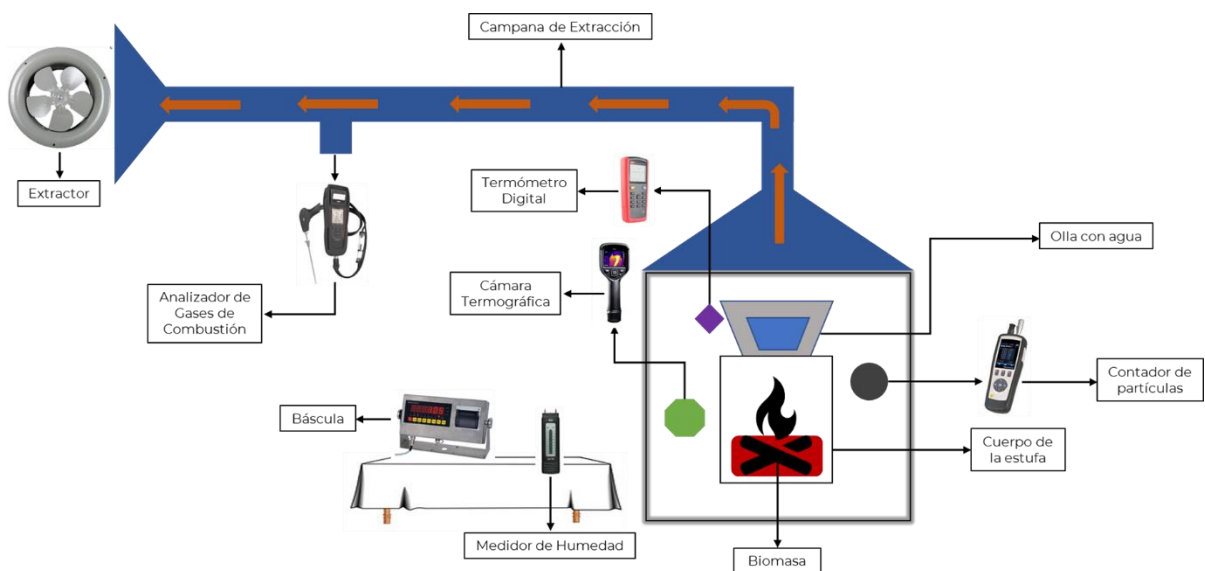 Campana de Extracción
Extractor
Termómetro
Digital
Olla con agua
Cámara
Termográfica
Analizador de
Gases de
Combustión
Contador de
partículas
Báscula
Cuerpo de
la estufa
Medidor de Humedad
Biomasa